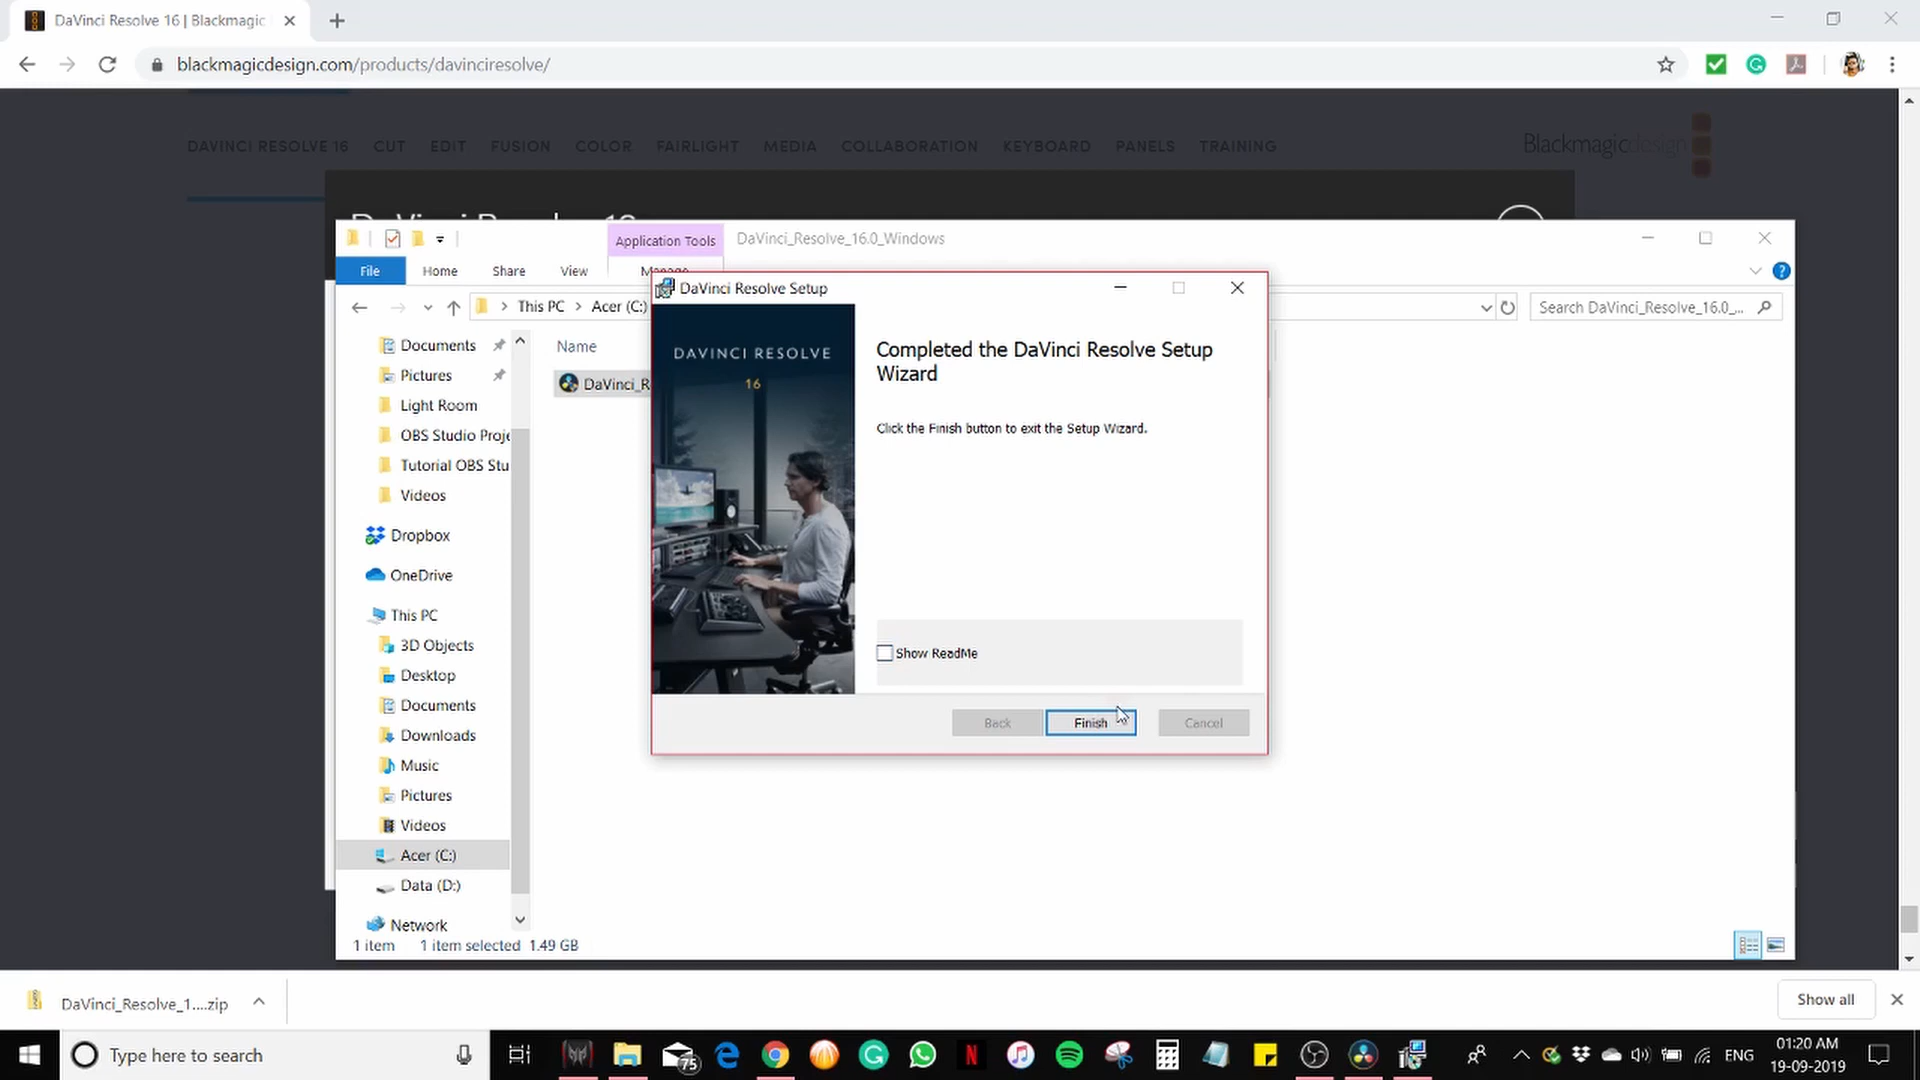 DaVinci Resolve 16 | Blackmagic
blackmagicdesign.com/products/davinciresolve/
DAVINCI RESOLVE 16 CUT EDIT FUSION COLOR FAIRLIGHT MEDIA COLLABORATION KEYBOARD PANELS TRAINING
Blackmagicdesign
Application Tools
DaVinci_Resolve_16.0_Windows
File Home Share View Manage
This PC > Acer (C:)
Search DaVinci_Resolve_16.0_...
DaVinci Resolve Setup
DAVINCI RESOLVE
16
Completed the DaVinci Resolve Setup
Wizard
Click the Finish button to exit the Setup Wizard.
Show ReadMe
Back Finish Cancel
Name
DaVinci_R
Documents
Pictures
Light Room
OBS Studio Proje
Tutorial OBS Stu
Videos
Dropbox
OneDrive
This PC
3D Objects
Desktop
Documents
Downloads
Music
Pictures
Videos
Acer (C:)
Data (D:)
Network
1 item 1 item selected 1.49 GB
DaVinci_Resolve_1....zip
Show all
Type here to search
75
ENG
01:20 AM
19-09-2019